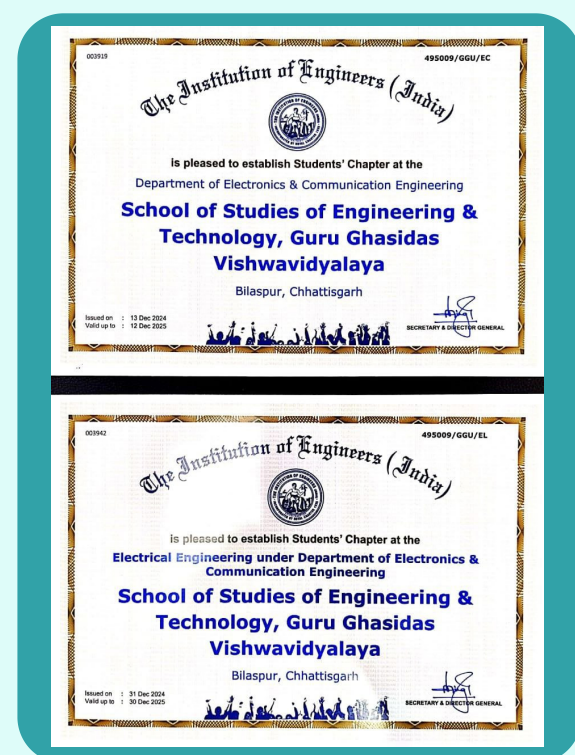 003919
495009/GGU/EC
The Institution of Engineers (India)
is pleased to establish Students' Chapter at the
Department of Electronics & Communication Engineering
School of Studies of Engineering &
Technology, Guru Ghasidas
Vishwavidyalaya
Bilaspur, Chhattisgarh
Issued on : 13 Dec 2024
Valid up to : 12 Dec 2025
SECRETARY & DIRECTOR GENERAL
003942
495009/GGU/EL
The Institution of Engineers (India)
is pleased to establish Students' Chapter at the
Electrical Engineering under Department of Electronics &
Communication Engineering
School of Studies of Engineering &
Technology, Guru Ghasidas
Vishwavidyalaya
Bilaspur, Chhattisgarh
Issued on : 31 Dec 2024
Valid up to : 30 Dec 2025
SECRETARY & DIRECTOR GENERAL